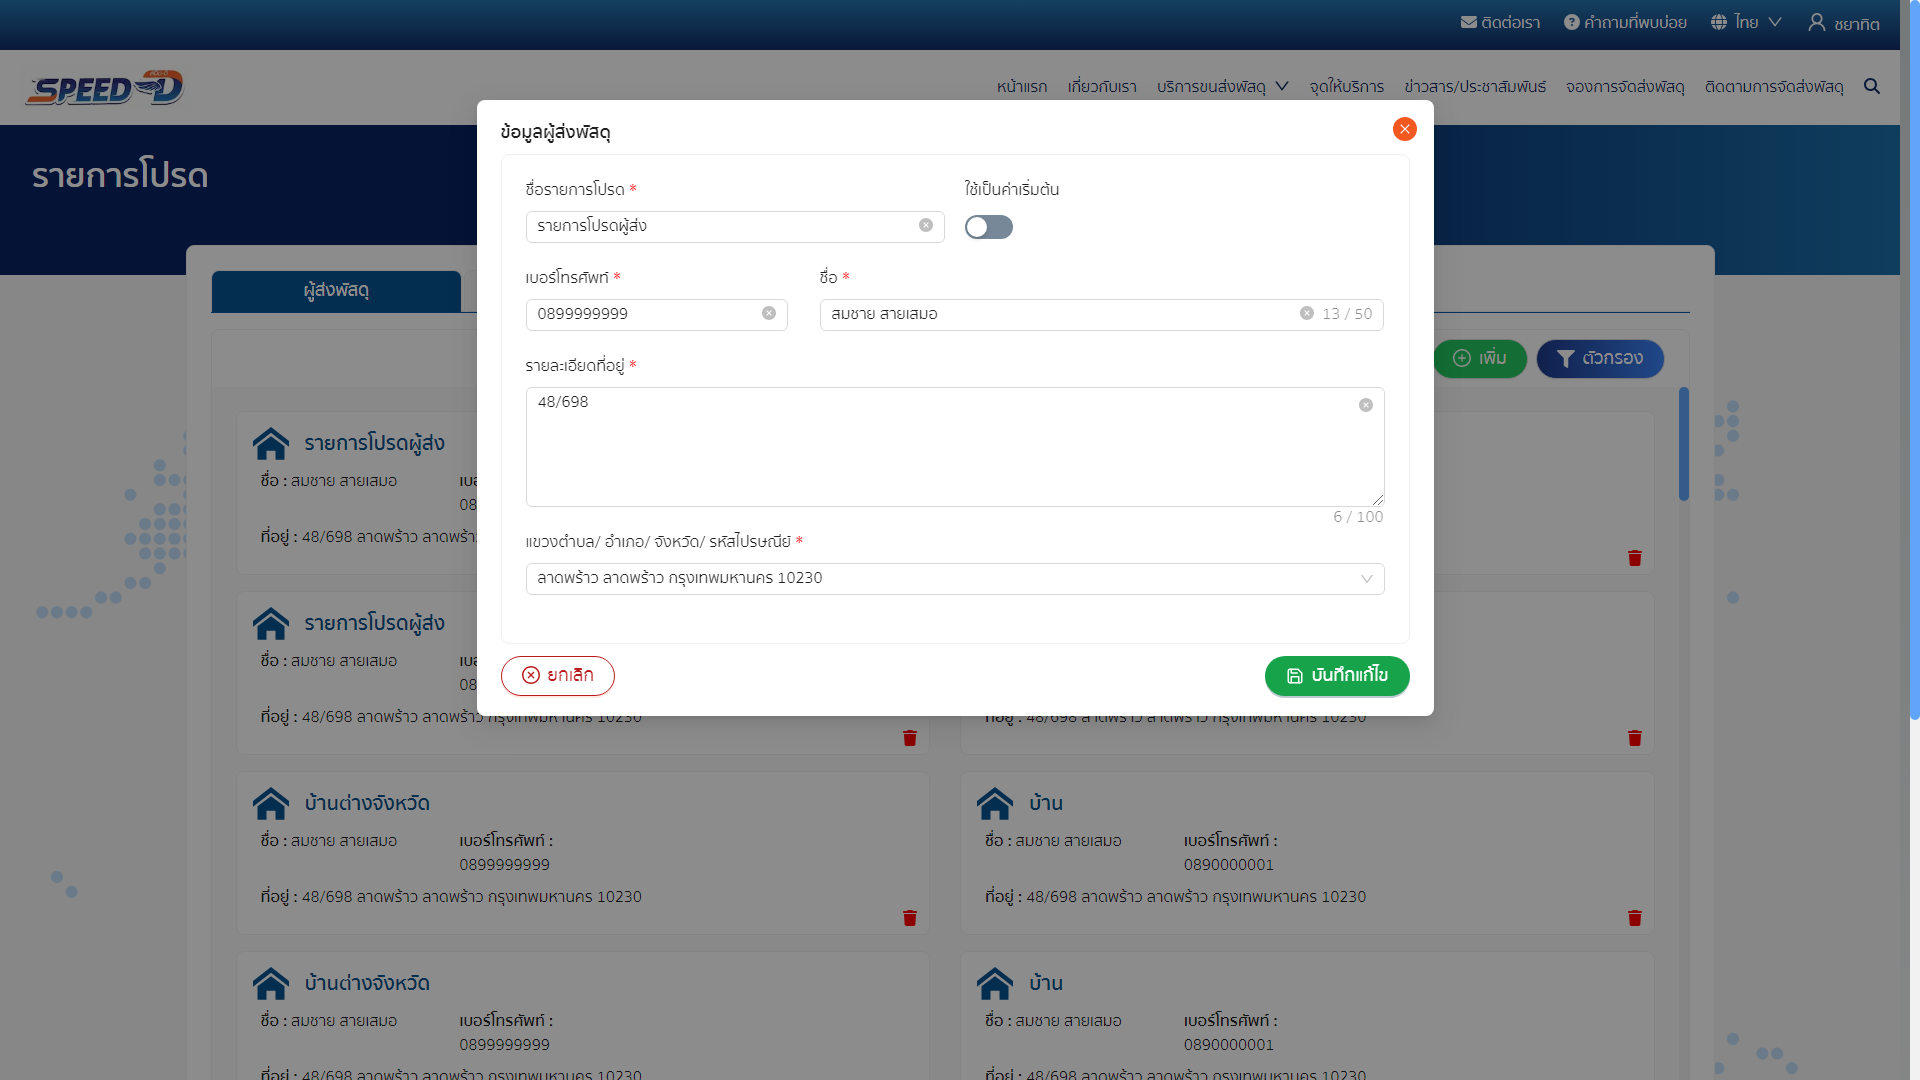 ติดต่อเรา คำถามที่พบบ่อย ไทย ชยาทิต
SPEED-D
หน้าแรก เกี่ยวกับเรา บริการขนส่งพัสดุ จุดให้บริการ ข่าวสาร/ประชาสัมพันธ์ จองการจัดส่งพัสดุ ติดตามการจัดส่งพัสดุ
รายการโปรด
ผู้ส่งพัสดุ
เพิ่ม ตัวกรอง
ข้อมูลผู้ส่งพัสดุ
ชื่อรายการโปรด * ใช้เป็นค่าเริ่มต้น
รายการโปรดผู้ส่ง
เบอร์โทรศัพท์ * ชื่อ *
0899999999 สมชาย สายเสมอ 13 / 50
รายละเอียดที่อยู่ *
48/698
6 / 100
แขวงตำบล/ อำเภอ/ จังหวัด/ รหัสไปรษณีย์ *
ลาดพร้าว ลาดพร้าว กรุงเทพมหานคร 10230
ยกเลิก บันทึกแก้ไข
รายการโปรดผู้ส่ง
ชื่อ : สมชาย สายเสมอ
ที่อยู่ : 48/698 ลาดพร้าว
รายการโปรดผู้ส่ง
ชื่อ : สมชาย สายเสมอ
ที่อยู่ : 48/698 ลาดพร้าว ลาดพร้าว กรุงเทพมหานคร 10230
ที่อยู่ : 48/698 ลาดพร้าว ลาดพร้าว กรุงเทพมหานคร 10230
บ้านต่างจังหวัด
ชื่อ : สมชาย สายเสมอ เบอร์โทรศัพท์ :
0899999999
ที่อยู่ : 48/698 ลาดพร้าว ลาดพร้าว กรุงเทพมหานคร 10230
บ้าน
ชื่อ : สมชาย สายเสมอ เบอร์โทรศัพท์ :
0890000001
ที่อยู่ : 48/698 ลาดพร้าว ลาดพร้าว กรุงเทพมหานคร 10230
บ้านต่างจังหวัด
ชื่อ : สมชาย สายเสมอ เบอร์โทรศัพท์ :
0899999999
ที่อยู่ : 48/698 ลาดพร้าว ลาดพร้าว กรุงเทพมหานคร 10230
บ้าน
ชื่อ : สมชาย สายเสมอ เบอร์โทรศัพท์ :
0890000001
ที่อยู่ : 48/698 ลาดพร้าว ลาดพร้าว กรุงเทพมหานคร 10230